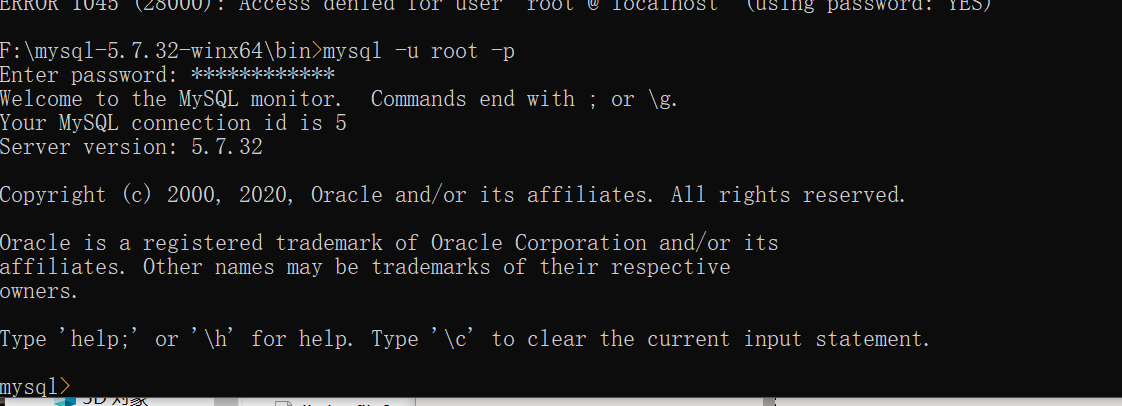 ERROR 1045 (28000): Access denied for user 'root'@'localhost' (using password: YES)
F:\mysql-5.7.32-winx64\bin>mysql -u root -p
Enter password: ************
Welcome to the MySQL monitor.  Commands end with ; or \g.
Your MySQL connection id is 5
Server version: 5.7.32
Copyright (c) 2000, 2020, Oracle and/or its affiliates. All rights reserved.
Oracle is a registered trademark of Oracle Corporation and/or its
affiliates. Other names may be trademarks of their respective
owners.
Type 'help;' or '\h' for help. Type '\c' to clear the current input statement.
mysql>
3D 对象